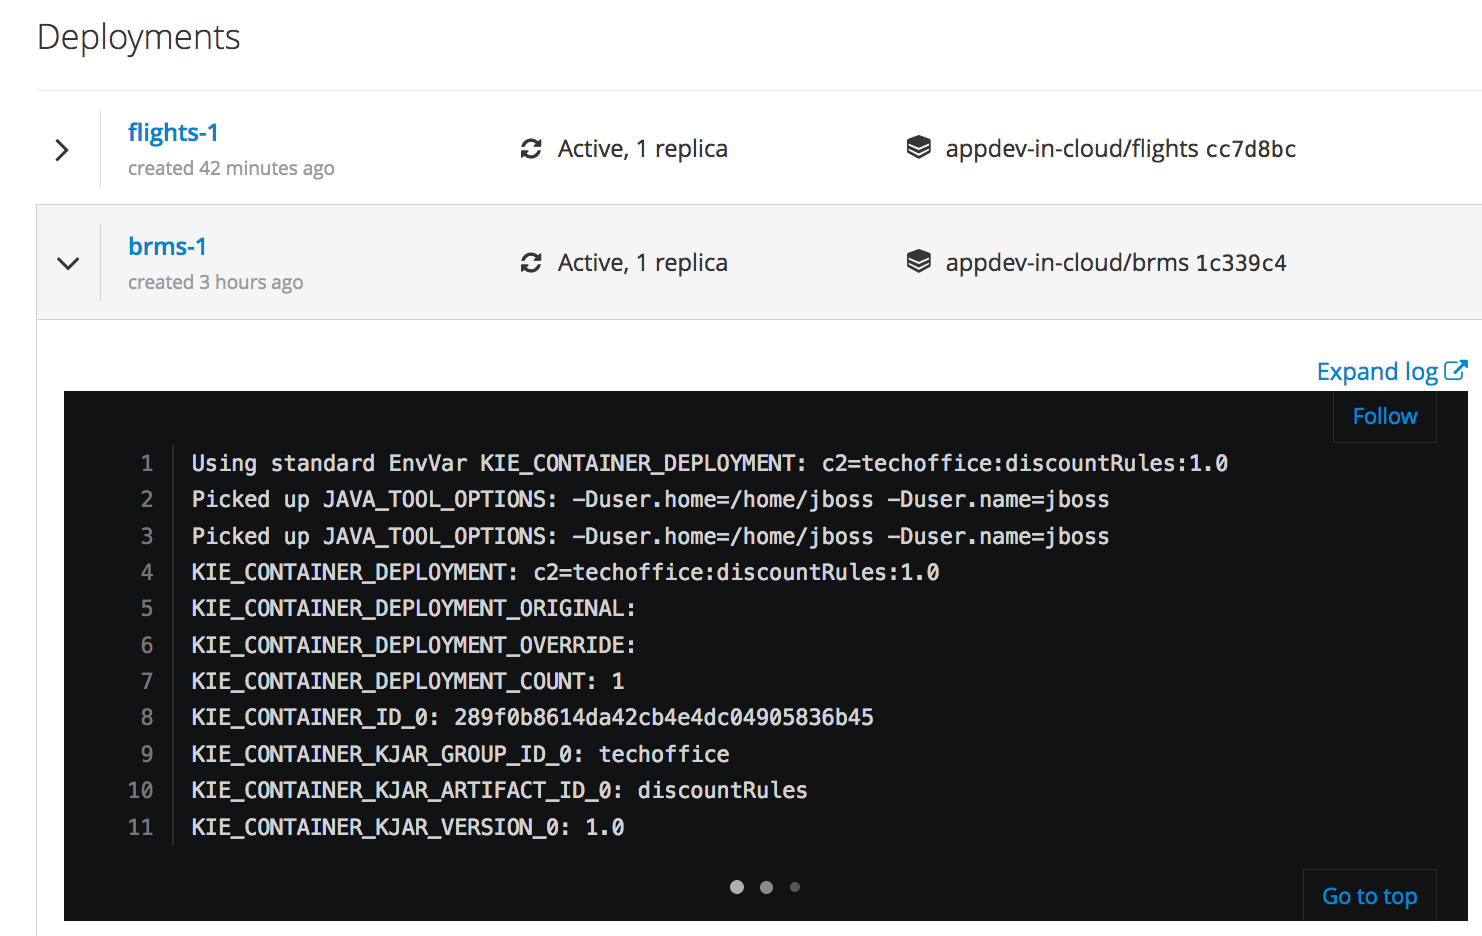 Deployments
flights-1
created 42 minutes ago
Active, 1 replica
appdev-in-cloud/flights cc7d8bc
brms-1
created 3 hours ago
Active, 1 replica
appdev-in-cloud/brms 1c339c4
Expand log
Follow
1 Using standard EnvVar KIE_CONTAINER_DEPLOYMENT: c2=techoffice:discountRules:1.0
2 Picked up JAVA_TOOL_OPTIONS: -Duser.home=/home/jboss -Duser.name=jboss
3 Picked up JAVA_TOOL_OPTIONS: -Duser.home=/home/jboss -Duser.name=jboss
4 KIE_CONTAINER_DEPLOYMENT: c2=techoffice:discountRules:1.0
5 KIE_CONTAINER_DEPLOYMENT_ORIGINAL:
6 KIE_CONTAINER_DEPLOYMENT_OVERRIDE:
7 KIE_CONTAINER_DEPLOYMENT_COUNT: 1
8 KIE_CONTAINER_ID_0: 289f0b8614da42cb4e4dc04905836b45
9 KIE_CONTAINER_KJAR_GROUP_ID_0: techoffice
10 KIE_CONTAINER_KJAR_ARTIFACT_ID_0: discountRules
11 KIE_CONTAINER_KJAR_VERSION_0: 1.0
Go to top